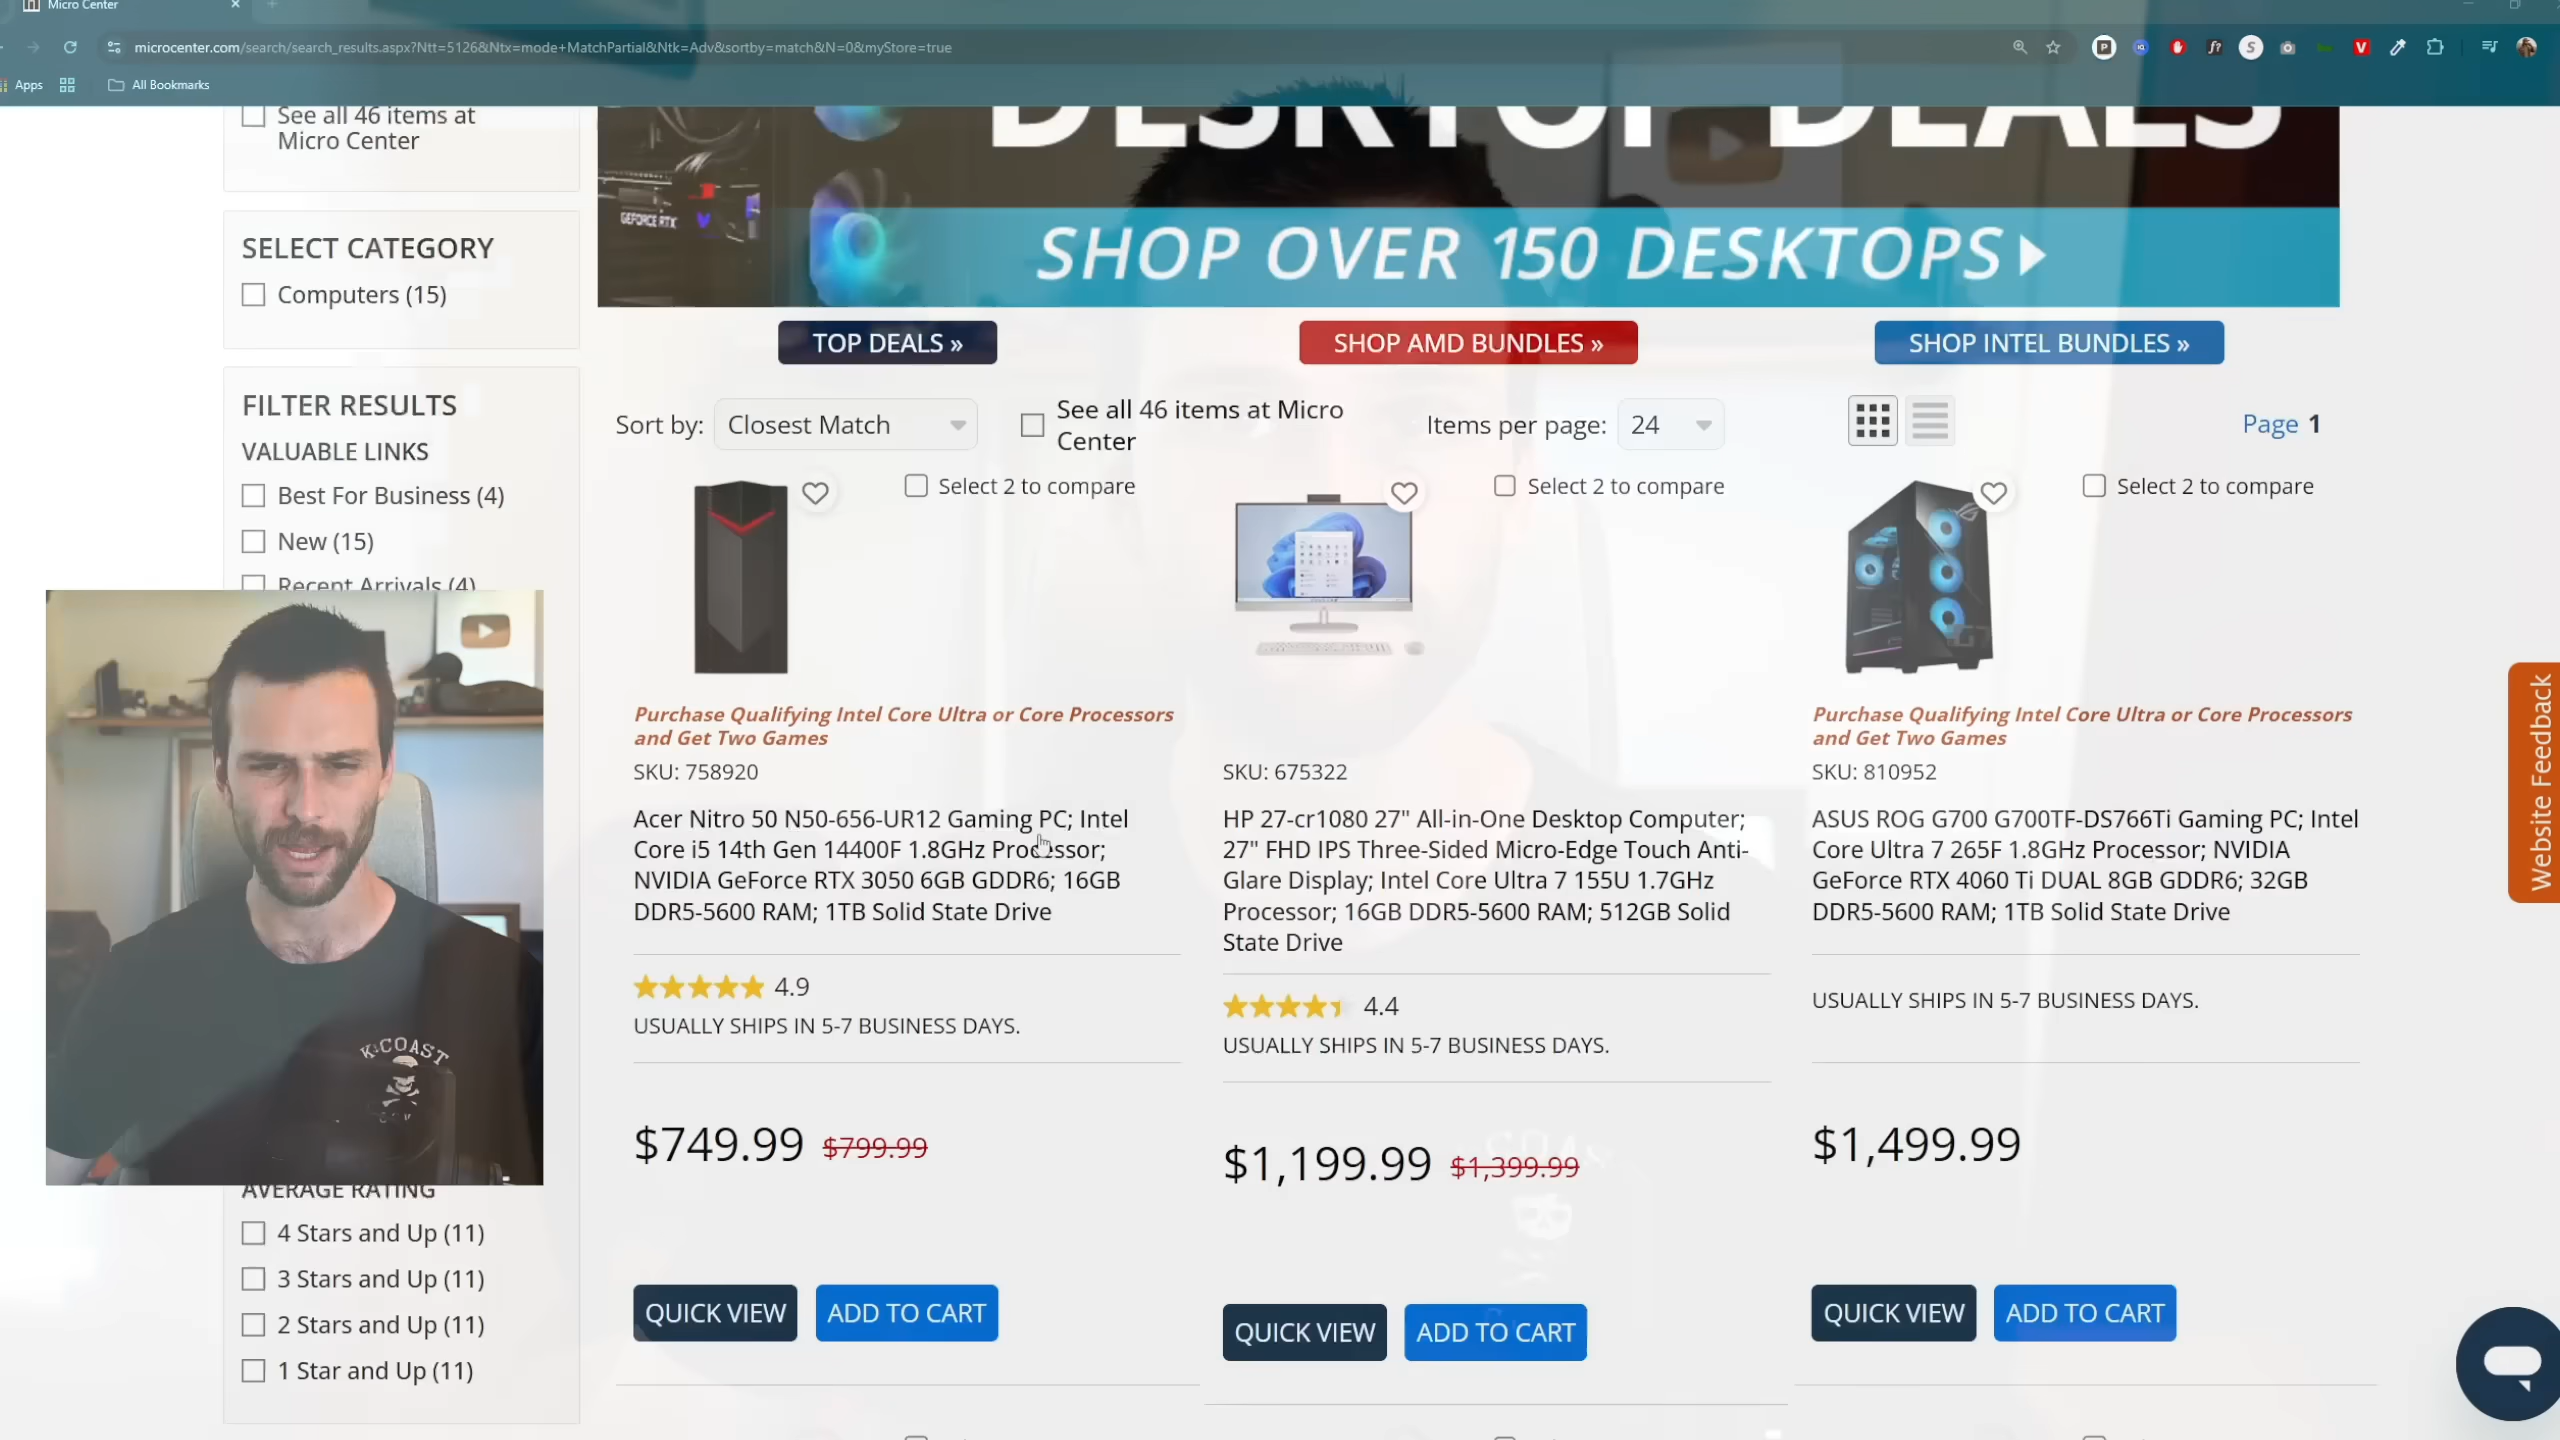 Micro Center
microcenter.com/search/search_results.aspx?Ntt=5126&Ntx=mode+MatchPartial&Ntk=Adv&sortby=match&N=0&myStore=true
Apps
All Bookmarks
See all 46 items at
Micro Center
SELECT CATEGORY
Computers (15)
FILTER RESULTS
VALUABLE LINKS
Best For Business (4)
New (15)
Recent Arrivals (4)
AVERAGE RATING
4 Stars and Up (11)
3 Stars and Up (11)
2 Stars and Up (11)
1 Star and Up (11)
DESKTOP DEALS
GEFORCE RTX
SHOP OVER 150 DESKTOPS
TOP DEALS »
SHOP AMD BUNDLES »
SHOP INTEL BUNDLES »
Sort by:
Closest Match
See all 46 items at Micro
Center
Items per page:
24
Page 1
Select 2 to compare
Purchase Qualifying Intel Core Ultra or Core Processors
and Get Two Games
SKU: 758920
Acer Nitro 50 N50-656-UR12 Gaming PC; Intel
Core i5 14th Gen 14400F 1.8GHz Processor;
NVIDIA GeForce RTX 3050 6GB GDDR6; 16GB
DDR5-5600 RAM; 1TB Solid State Drive
4.9
USUALLY SHIPS IN 5-7 BUSINESS DAYS.
$749.99 $799.99
QUICK VIEW
ADD TO CART
Select 2 to compare
SKU: 675322
HP 27-cr1080 27" All-in-One Desktop Computer;
27" FHD IPS Three-Sided Micro-Edge Touch Anti-
Glare Display; Intel Core Ultra 7 155U 1.7GHz
Processor; 16GB DDR5-5600 RAM; 512GB Solid
State Drive
4.4
USUALLY SHIPS IN 5-7 BUSINESS DAYS.
$1,199.99 $1,399.99
QUICK VIEW
ADD TO CART
Select 2 to compare
Purchase Qualifying Intel Core Ultra or Core Processors
and Get Two Games
SKU: 810952
ASUS ROG G700 G700TF-DS766Ti Gaming PC; Intel
Core Ultra 7 265F 1.8GHz Processor; NVIDIA
GeForce RTX 4060 Ti DUAL 8GB GDDR6; 32GB
DDR5-5600 RAM; 1TB Solid State Drive
USUALLY SHIPS IN 5-7 BUSINESS DAYS.
$1,499.99
QUICK VIEW
ADD TO CART
Website Feedback